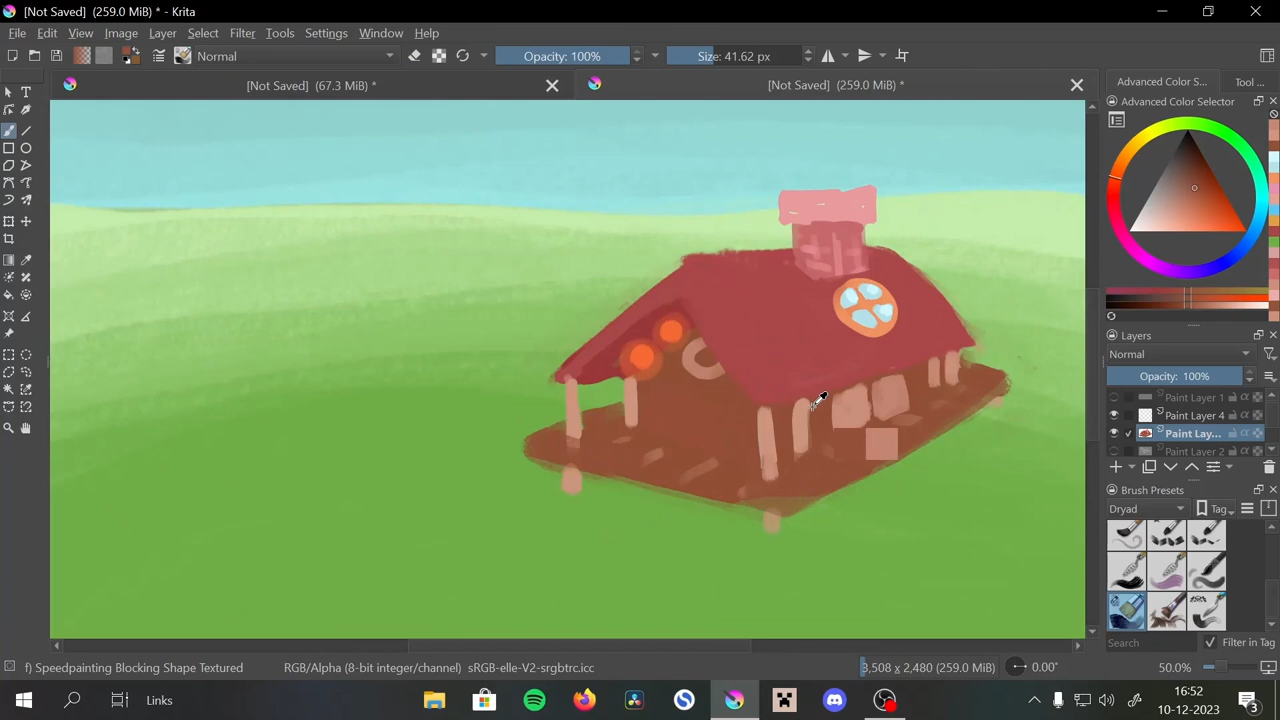 [Not Saved] (259.0 MiB) * - Krita
File Edit View Image Layer Select Filter Tools Settings Window Help
Normal Opacity: 100% Size: 41.62 px
[Not Saved] (67.3 MiB) *
[Not Saved] (259.0 MiB) *
Advanced Color S... Tool ...
Advanced Color Selector
Layers
Normal
Opacity: 100%
Paint Layer 1
Paint Layer 4
Paint Lay...
Paint Layer 2
Brush Presets
Dryad Tag
Search Filter in Tag
f) Speedpainting Blocking Shape Textured RGB/Alpha (8-bit integer/channel) sRGB-elle-V2-srgbtrc.icc 3,508 x 2,480 (259.0 MiB) 0.00° 50.0%
Links
16:52
10-12-2023
3